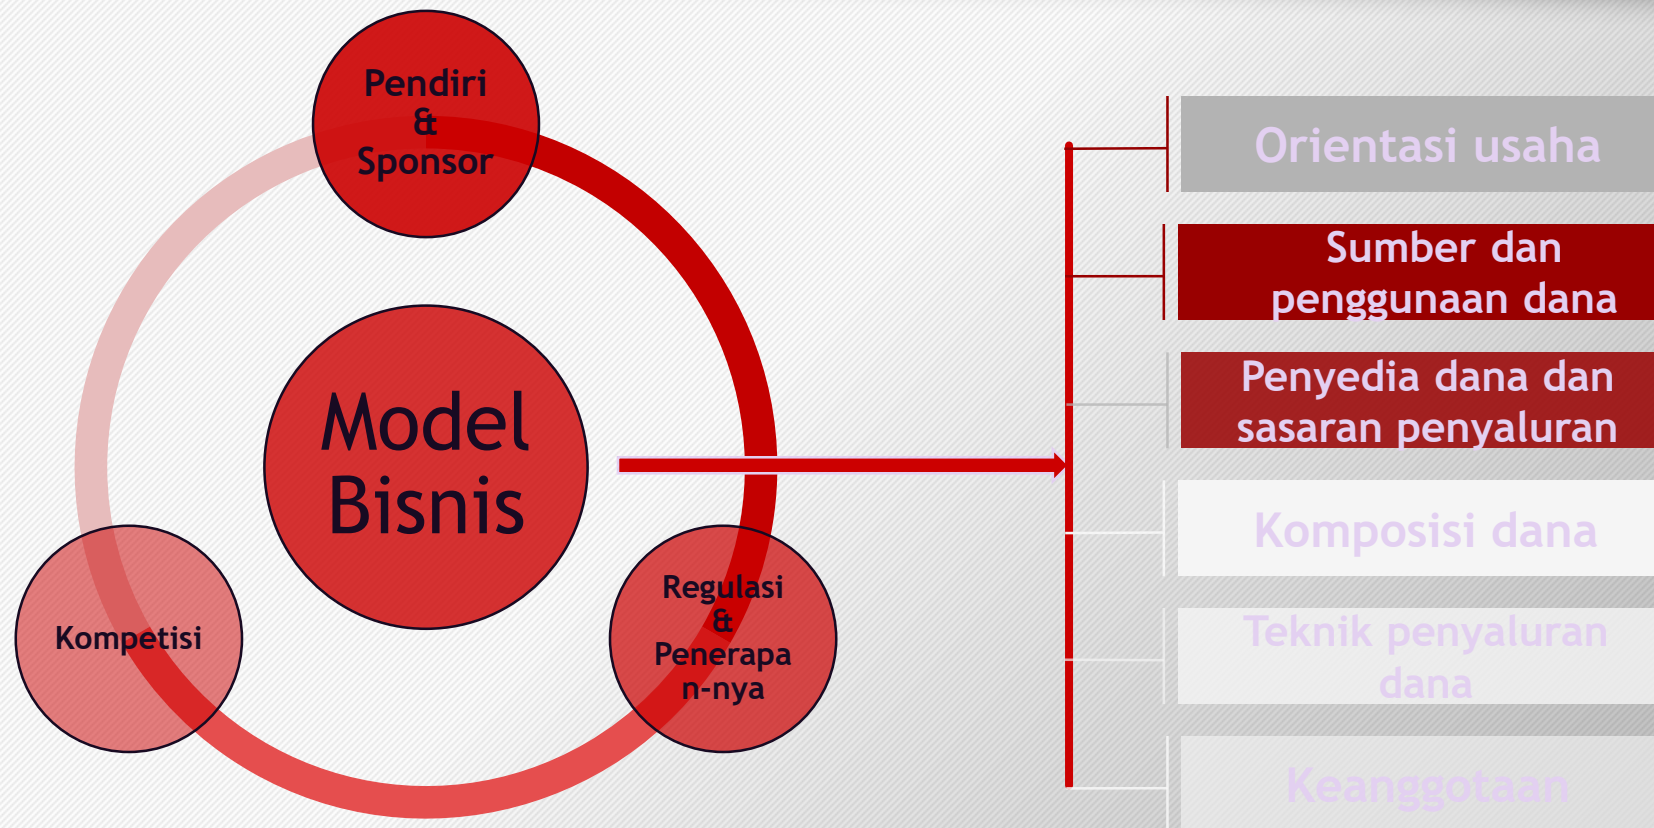 Pendiri
&
Sponsor
Model
Bisnis
Kompetisi
Regulasi
&
Penerapa
n-nya
Orientasi usaha
Sumber dan
penggunaan dana
Penyedia dana dan
sasaran penyaluran
Komposisi dana
Teknik penyaluran
dana
Keanggotaan